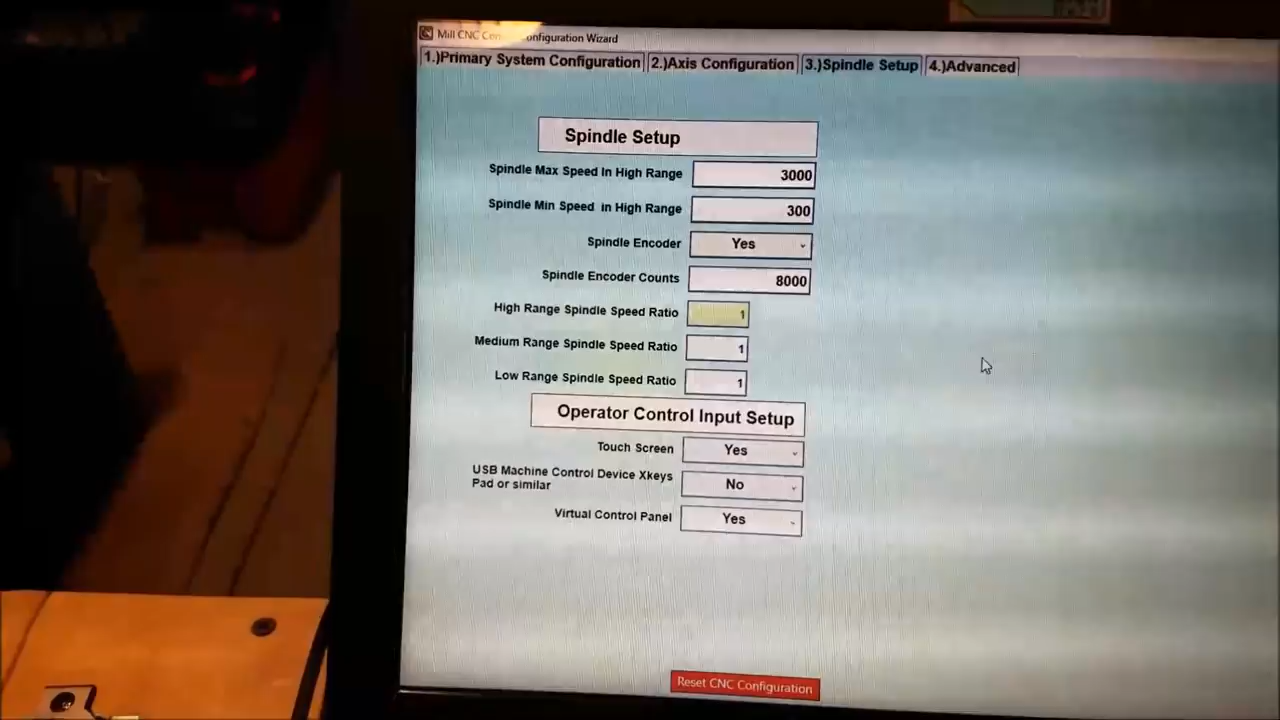 Mill CNC Con onfiguration Wizard
1.)Primary System Configuration 2.)Axis Configuration 3.)Spindle Setup 4.)Advanced
Spindle Setup
Spindle Max Speed In High Range 3000
Spindle Min Speed in High Range 300
Spindle Encoder Yes
Spindle Encoder Counts 8000
High Range Spindle Speed Ratio 1
Medium Range Spindle Speed Ratio 1
Low Range Spindle Speed Ratio 1
Operator Control Input Setup
Touch Screen Yes
USB Machine Control Device Xkeys
Pad or similar No
Virtual Control Panel Yes
Reset CNC Configuration